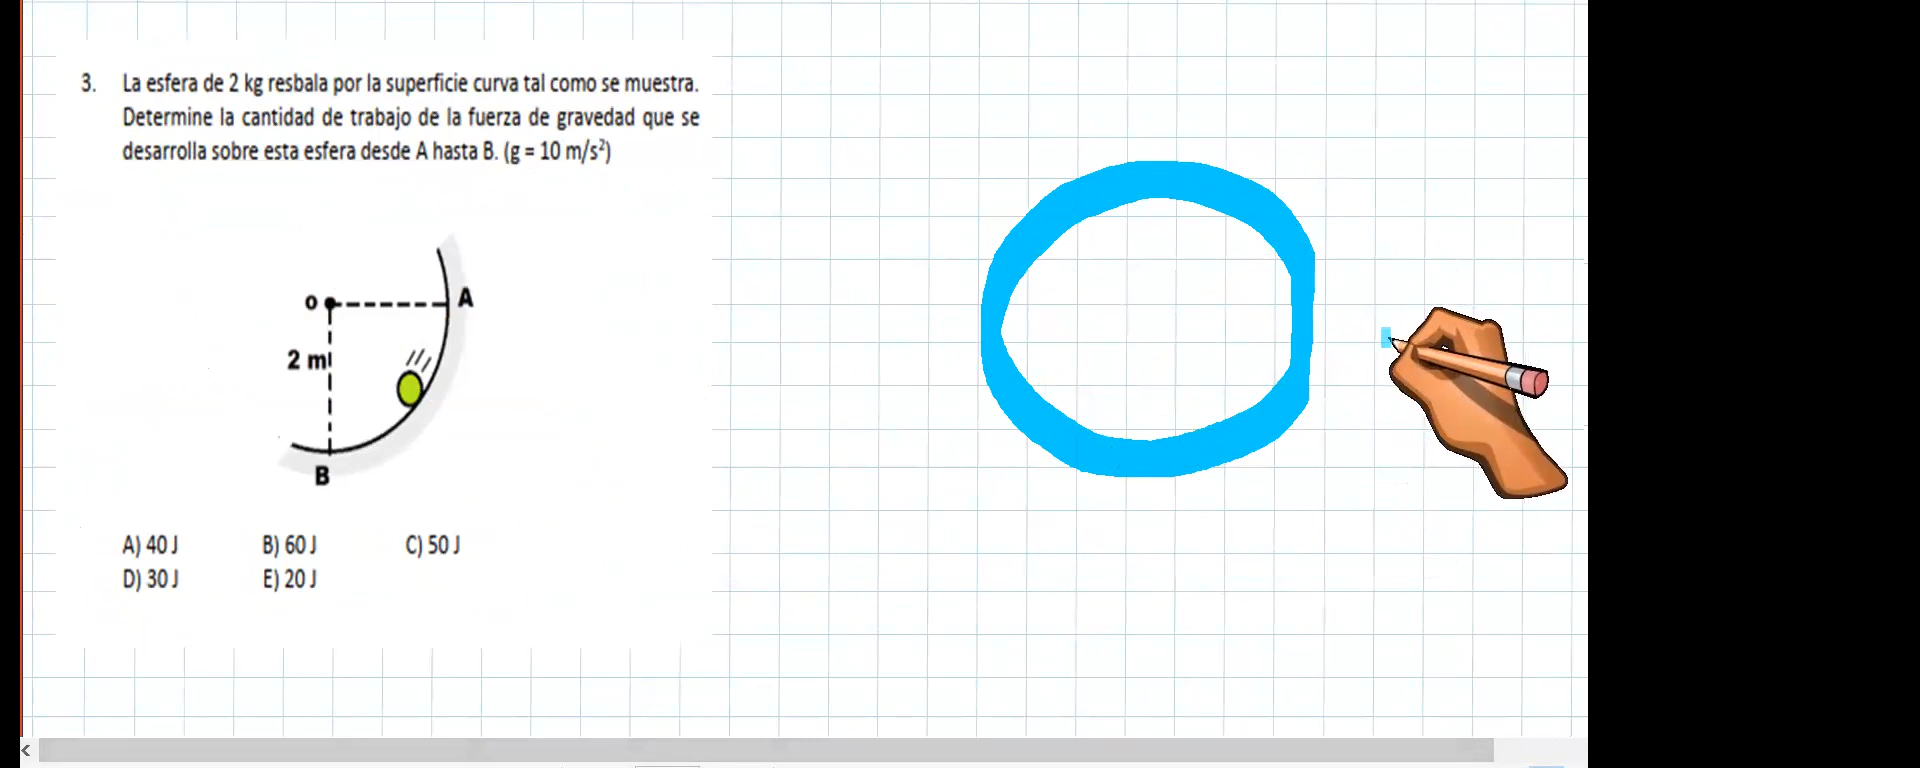 3. La esfera de 2 kg resbala por la superficie curva tal como se muestra.
Determine la cantidad de trabajo de la fuerza de gravedad que se
desarrolla sobre esta esfera desde A hasta B. (g = 10 m/s²)
o A
2 m
B
A) 40 J B) 60 J C) 50 J
D) 30 J E) 20 J